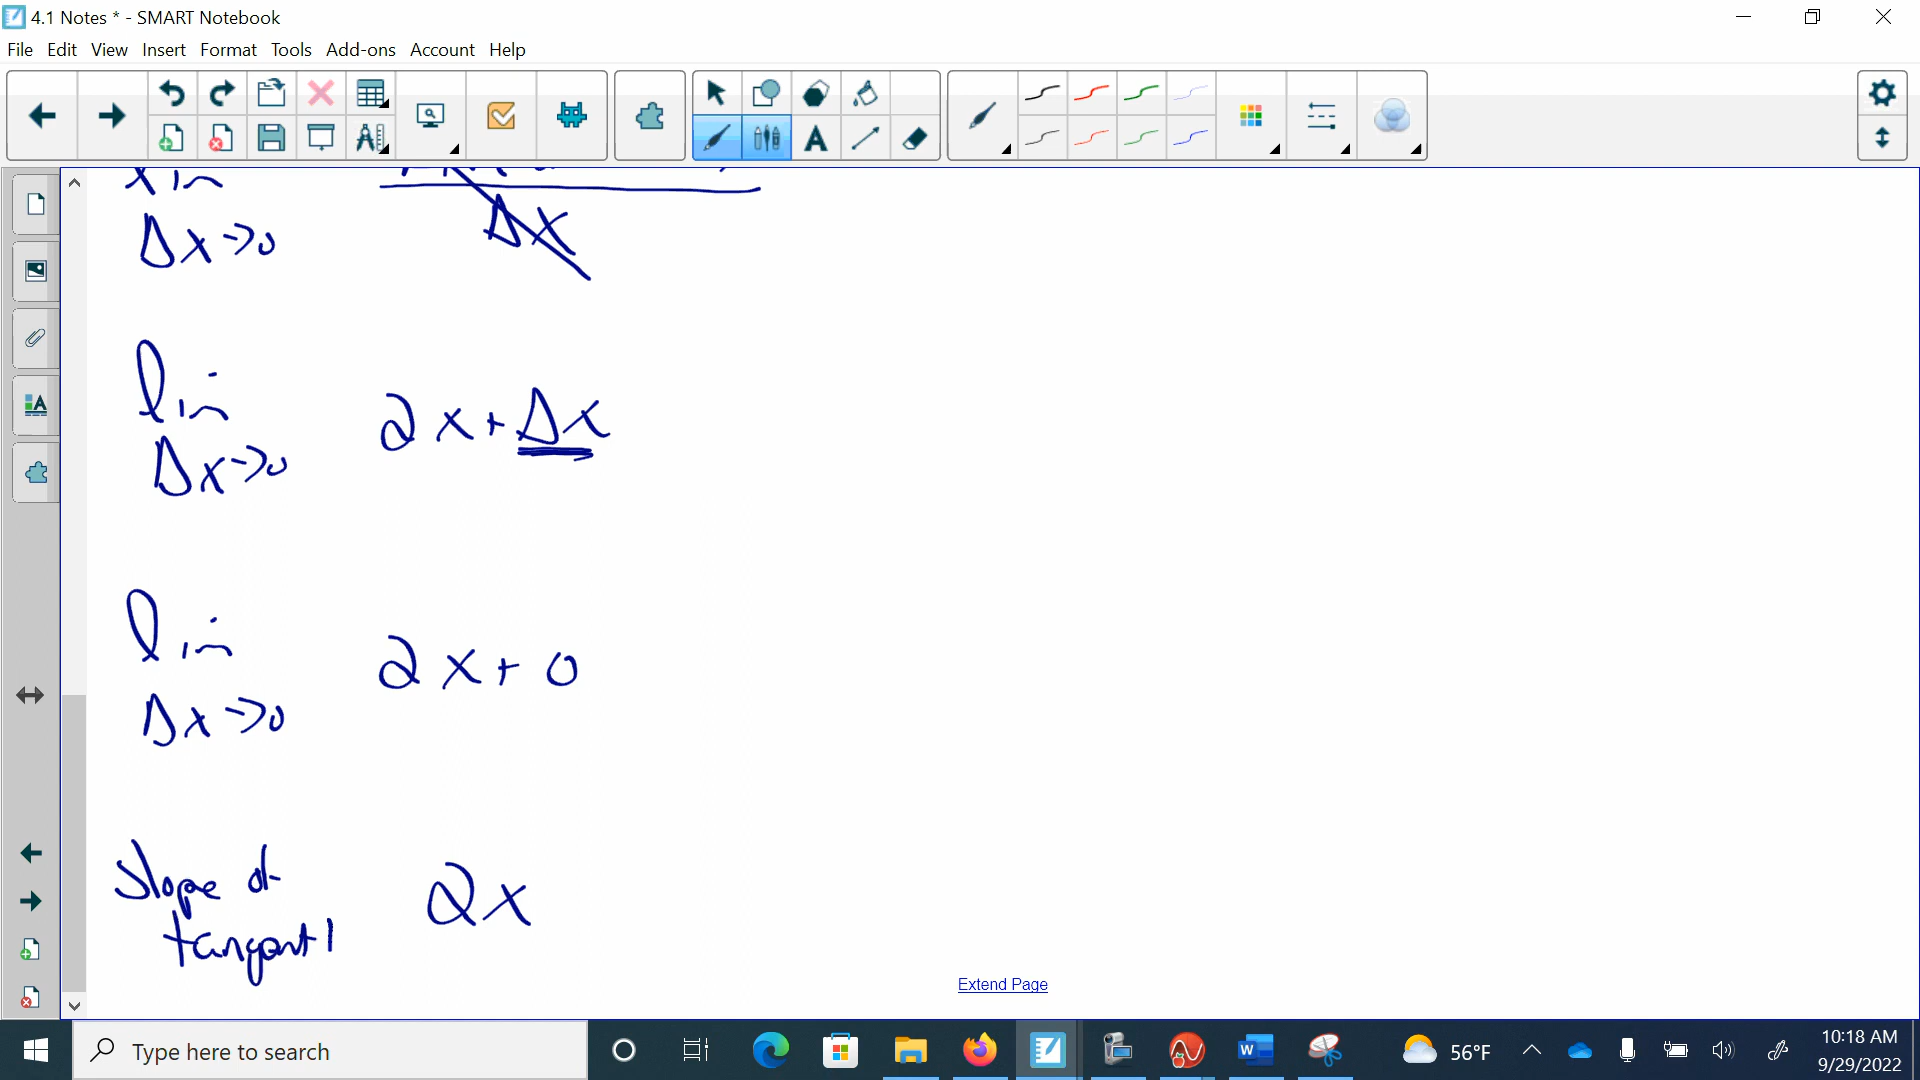 4.1 Notes * - SMART Notebook
File Edit View Insert Format Tools Add-ons Account Help
Δx
Δx→0
lim 2x+Δx
Δx→0
lim 2x+0
Δx→0
Slope of 2x
tangent l
Extend Page
Type here to search
56°F
10:18 AM
9/29/2022